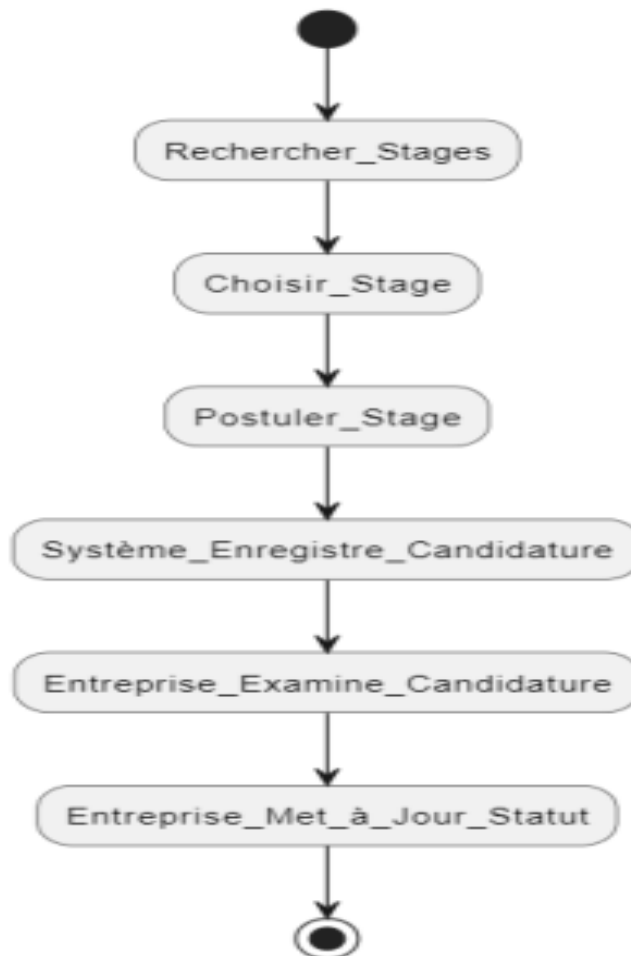 Rechercher_Stages
Choisir_Stage
Postuler_Stage
Système_Enregistre_Candidature
Entreprise_Examine_Candidature
Entreprise_Met_à_Jour_Statut